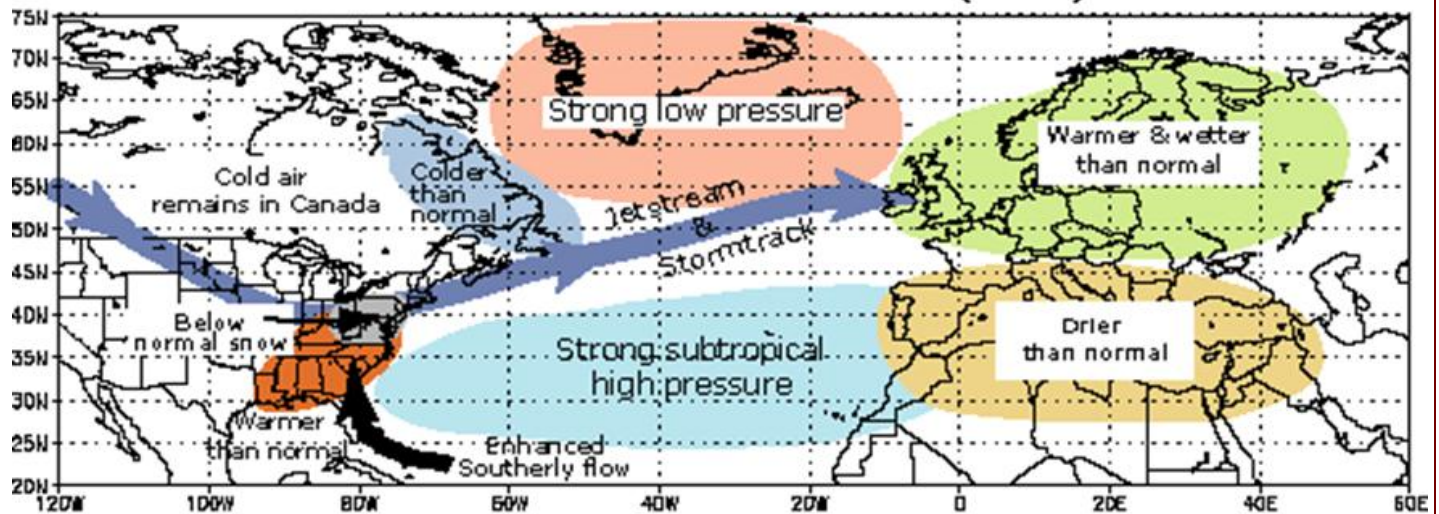 75N
70N
65N
60N
55N
50N
45N
40N
35N
30N
25N
20N
Strong low pressure
Warmer & wetter
than normal
Cold air
remains in Canada
Colder
than
normal
Jetstream
&
Stormtrack
Below
normal snow
Strong subtropical
high pressure
Drier
than normal
Warmer
than normal
Enhanced
Southerly flow
120W 100W 80W 60W 40W 20W 0 20E 40E 60E